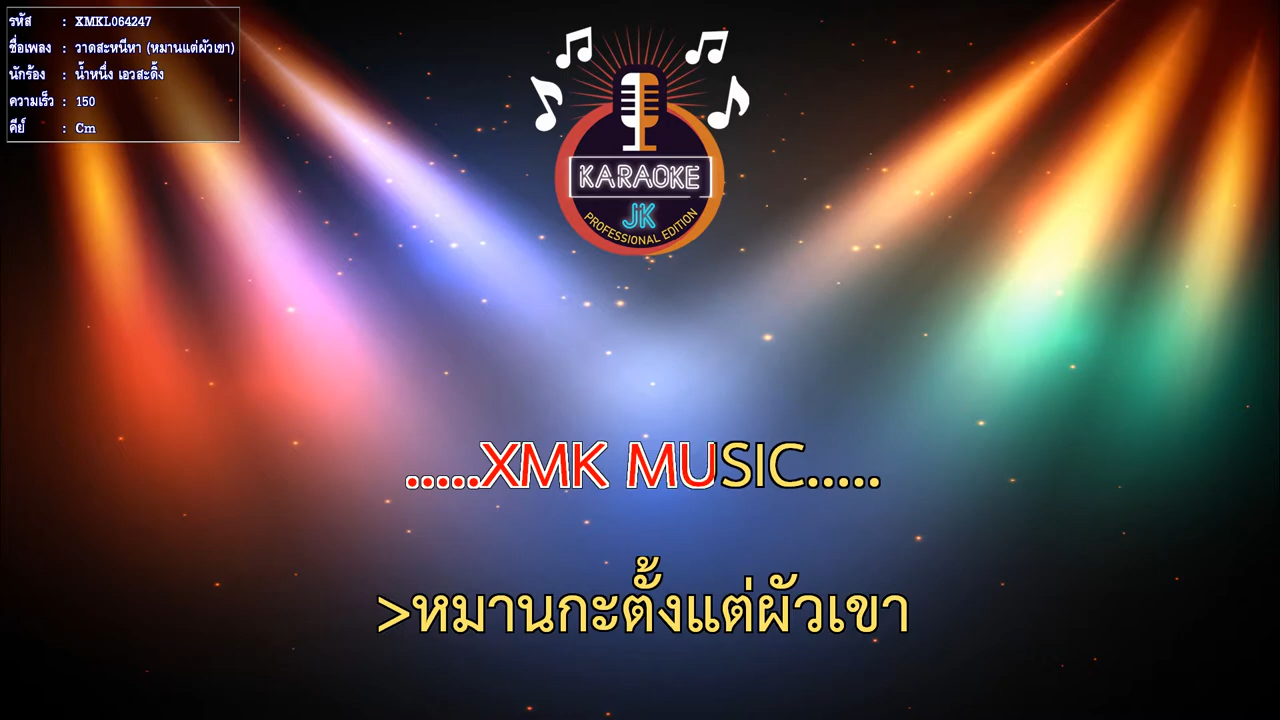 รหัส : XMKL064247
ชื่อเพลง : วาดสะหนีหา (หมานแต่ผัวเขา)
นักร้อง : น้ำหนึ่ง เอวสะดิ้ง
ความเร็ว : 150
คีย์ : Cm
KARAOKE
JK
PROFESSIONAL EDITION
.....XMK MUSIC.....
>หมานกะตั้งแต่ผัวเขา